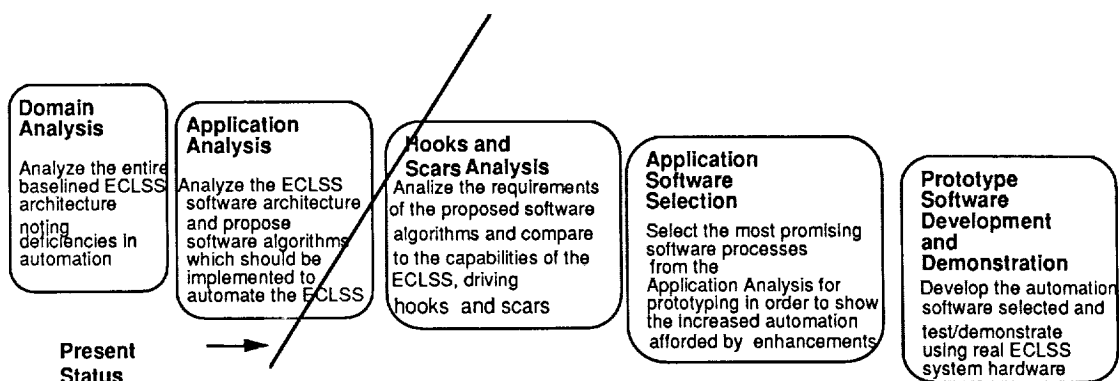 Domain
Analysis
Analyze the entire
baselined ECLSS
architecture
noting
deficiencies in
automation
Application
Analysis
Analyze the ECLSS
software architecture
and propose
software algorithms
which should be
implemented to
automate the ECLSS
Hooks and
Scars Analysis
Analize the requirements
of the proposed software
algorithms and compare
to the capabilities of the
ECLSS, driving
hooks and scars
Application
Software
Selection
Select the most promising
software processes
from the
Application Analysis for
prototyping in order to show
the increased automation
afforded by enhancements
Prototype
Software
Development
and
Demonstration
Develop the automation
software selected and
test/demonstrate
using real ECLSS
system hardware
Present
Status